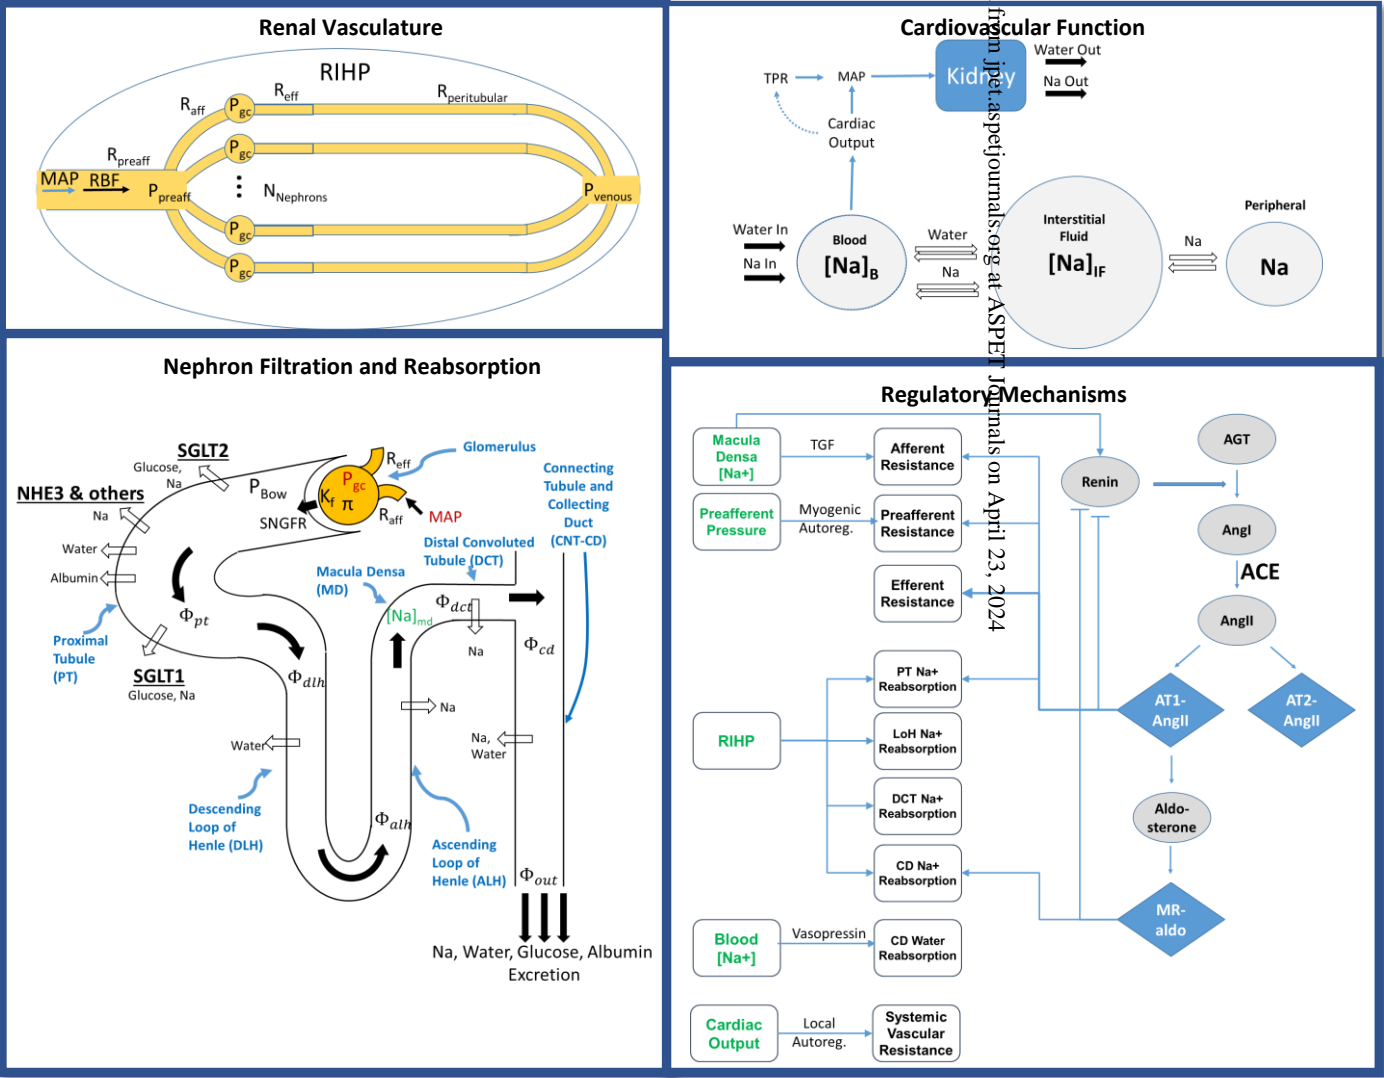 Renal Vasculature
RIHP
Raff
Reff
Rperitubular
Pgc
Pgc
Rpreaff
MAP
RBF
Ppreaff
NNephrons
Pvenous
Pgc
Pgc
Cardiovascular Function
Water Out
Na Out
Kidney
TPR
MAP
Cardiac
Output
Water In
Na In
Blood
[Na]B
Water
Na
Interstitial
Fluid
[Na]IF
Na
Peripheral
Na
from jpet.aspetjournals.org at ASPET Journals on April 23, 2024
Nephron Filtration and Reabsorption
SGLT2
Glucose,
Na
NHE3 & others
Na
Water
Albumin
PBow
SNGFR
Reff
Pgc
Kf
π
Raff
MAP
Glomerulus
Connecting
Tubule and
Collecting
Duct
(CNT-CD)
Distal Convoluted
Tubule (DCT)
Macula Densa
(MD)
[Na]md
Φdct
Na
Φcd
Φpt
Proximal
Tubule
(PT)
SGLT1
Glucose, Na
Φdlh
Na
Water
Na,
Water
Descending
Loop of
Henle (DLH)
Φalh
Ascending
Loop of
Henle (ALH)
Φout
Na, Water, Glucose, Albumin
Excretion
Regulatory Mechanisms
Macula
Densa
[Na+]
TGF
Afferent
Resistance
Preafferent
Pressure
Myogenic
Autoreg.
Preafferent
Resistance
Efferent
Resistance
RIHP
PT Na+
Reabsorption
LoH Na+
Reabsorption
DCT Na+
Reabsorption
CD Na+
Reabsorption
Blood
[Na+]
Vasopressin
CD Water
Reabsorption
Cardiac
Output
Local
Autoreg.
Systemic
Vascular
Resistance
Renin
AGT
AngI
ACE
AngII
AT1-
AngII
AT2-
AngII
Aldo-
sterone
MR-
aldo